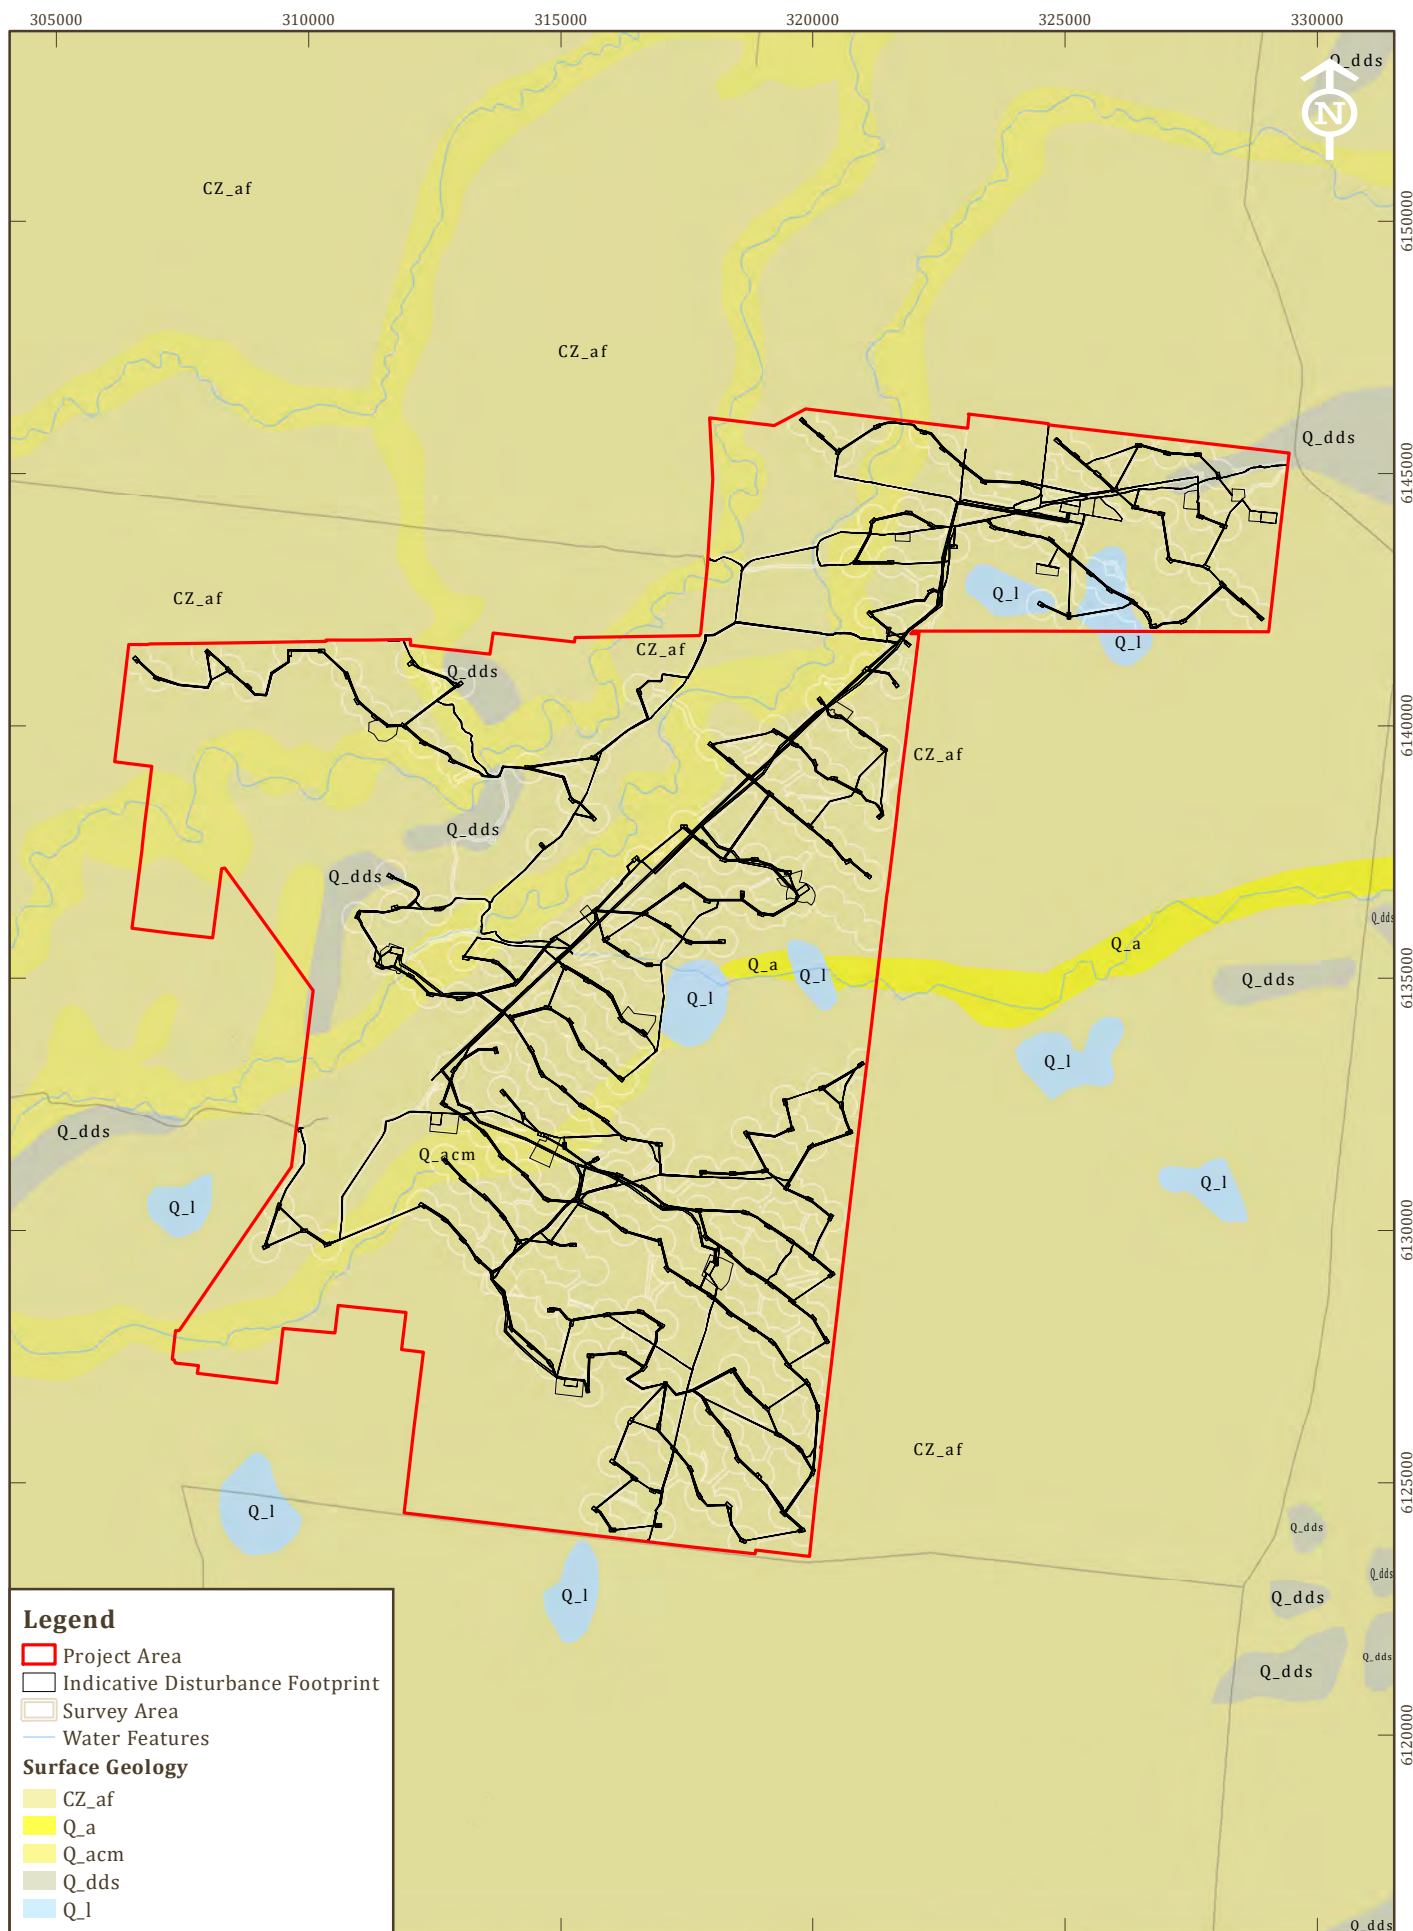 305000 310000 315000 320000 325000 330000
Q_dds
N
CZ_af
6150000
CZ_af
Q_dds
6145000
Q_l
CZ_af
Q_l
CZ_af
Q_dds
6140000
CZ_af
Q_dds
Q_dds
Q_dds
Q_a
Q_a
Q_l
Q_dds
Q_l
6135000
Q_l
Q_dds
Q_acm
Q_l
Q_l
6130000
CZ_af
Q_l
6125000
Q_dds
Q_dds
Q_l
Q_dds
Q_dds
Q_dds
6120000
Q_dds
Legend
Project Area
Indicative Disturbance Footprint
Survey Area
Water Features
Surface Geology
CZ_af
Q_a
Q_acm
Q_dds
Q_l